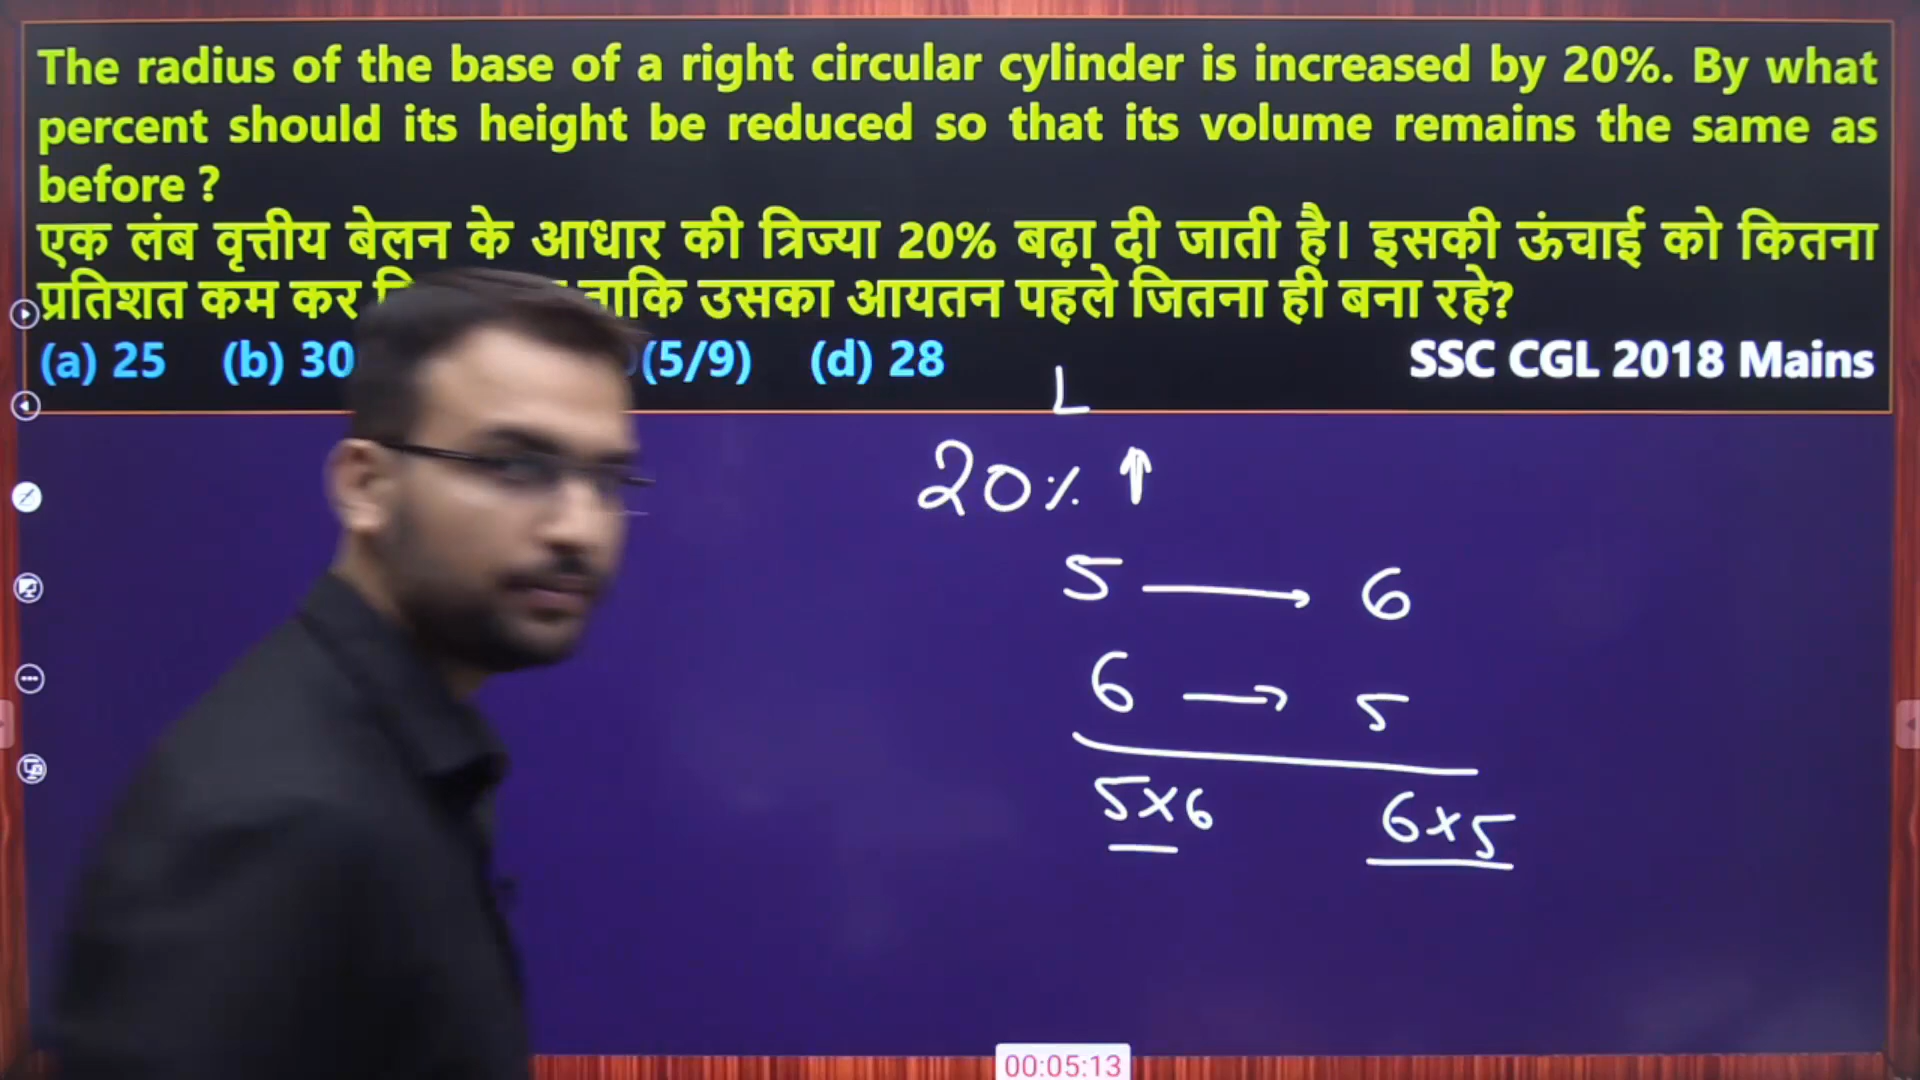 The radius of the base of a right circular cylinder is increased by 20%. By what
percent should its height be reduced so that its volume remains the same as
before ?
एक लंब वृत्तीय बेलन के आधार की त्रिज्या 20% बढ़ा दी जाती है। इसकी ऊंचाई को कितना
प्रतिशत कम कर ताकि उसका आयतन पहले जितना ही बना रहे?
(a) 25 (b) 30 (5/9) (d) 28 SSC CGL 2018 Mains
L
20% ↑
5 → 6
6 → 5
5×6 6×5
00:05:13